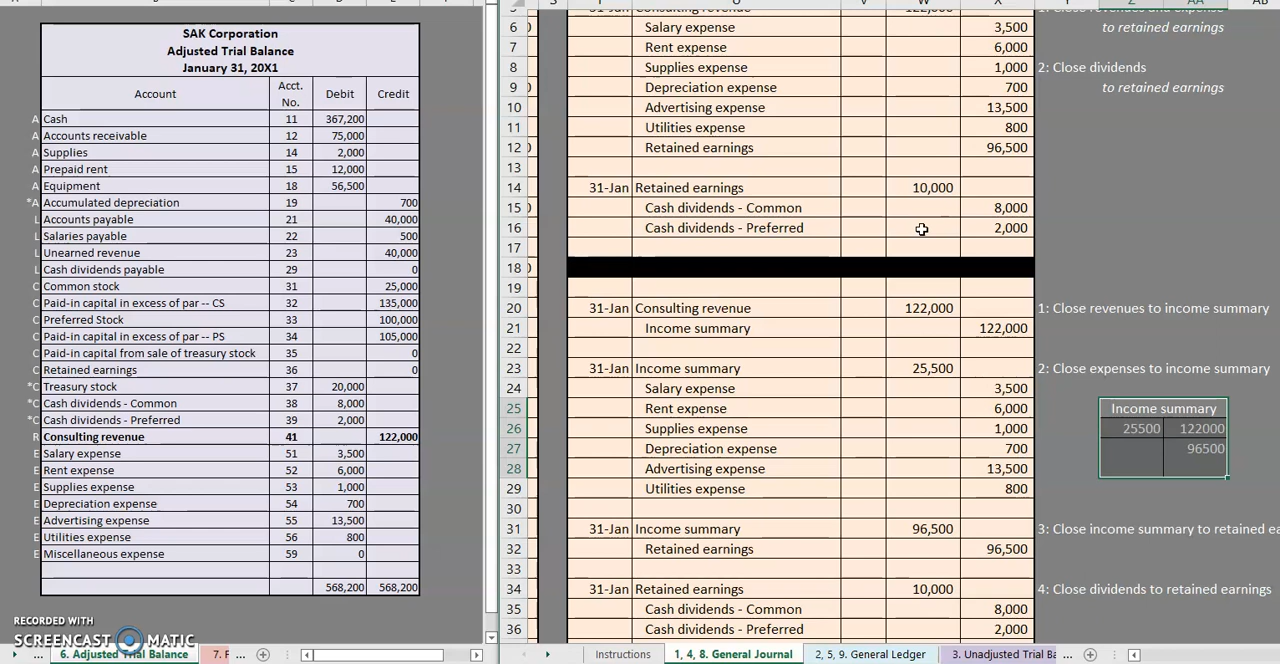 SAK Corporation
Adjusted Trial Balance
January 31, 20X1
Account Acct. No. Debit Credit
A Cash 11 367,200
A Accounts receivable 12 75,000
A Supplies 14 2,000
A Prepaid rent 15 12,000
A Equipment 18 56,500
*A Accumulated depreciation 19 700
L Accounts payable 21 40,000
L Salaries payable 22 500
L Unearned revenue 23 40,000
L Cash dividends payable 29 0
C Common stock 31 25,000
C Paid-in capital in excess of par -- CS 32 135,000
C Preferred Stock 33 100,000
C Paid-in capital in excess of par -- PS 34 105,000
C Paid-in capital from sale of treasury stock 35 0
C Retained earnings 36 0
*C Treasury stock 37 20,000
*C Cash dividends - Common 38 8,000
*C Cash dividends - Preferred 39 2,000
R Consulting revenue 41 122,000
E Salary expense 51 3,500
E Rent expense 52 6,000
E Supplies expense 53 1,000
E Depreciation expense 54 700
E Advertising expense 55 13,500
E Utilities expense 56 800
E Miscellaneous expense 59 0
568,200 568,200
RECORDED WITH
SCREENCAST MATIC
... 6. Adjusted Trial Balance 7. F ...
6 Salary expense 3,500 to retained earnings
7 Rent expense 6,000
8 Supplies expense 1,000 2: Close dividends
9 Depreciation expense 700 to retained earnings
10 Advertising expense 13,500
11 Utilities expense 800
12 Retained earnings 96,500
13
14 31-Jan Retained earnings 10,000
15 Cash dividends - Common 8,000
16 Cash dividends - Preferred 2,000
17
18
19
20 31-Jan Consulting revenue 122,000 1: Close revenues to income summary
21 Income summary 122,000
22
23 31-Jan Income summary 25,500 2: Close expenses to income summary
24 Salary expense 3,500
25 Rent expense 6,000 Income summary
26 Supplies expense 1,000 25500 122000
27 Depreciation expense 700 96500
28 Advertising expense 13,500
29 Utilities expense 800
30
31 31-Jan Income summary 96,500 3: Close income summary to retained ea
32 Retained earnings 96,500
33
34 31-Jan Retained earnings 10,000 4: Close dividends to retained earnings
35 Cash dividends - Common 8,000
36 Cash dividends - Preferred 2,000
Instructions 1, 4, 8. General Journal 2, 5, 9. General Ledger 3. Unadjusted Trial Ba ...